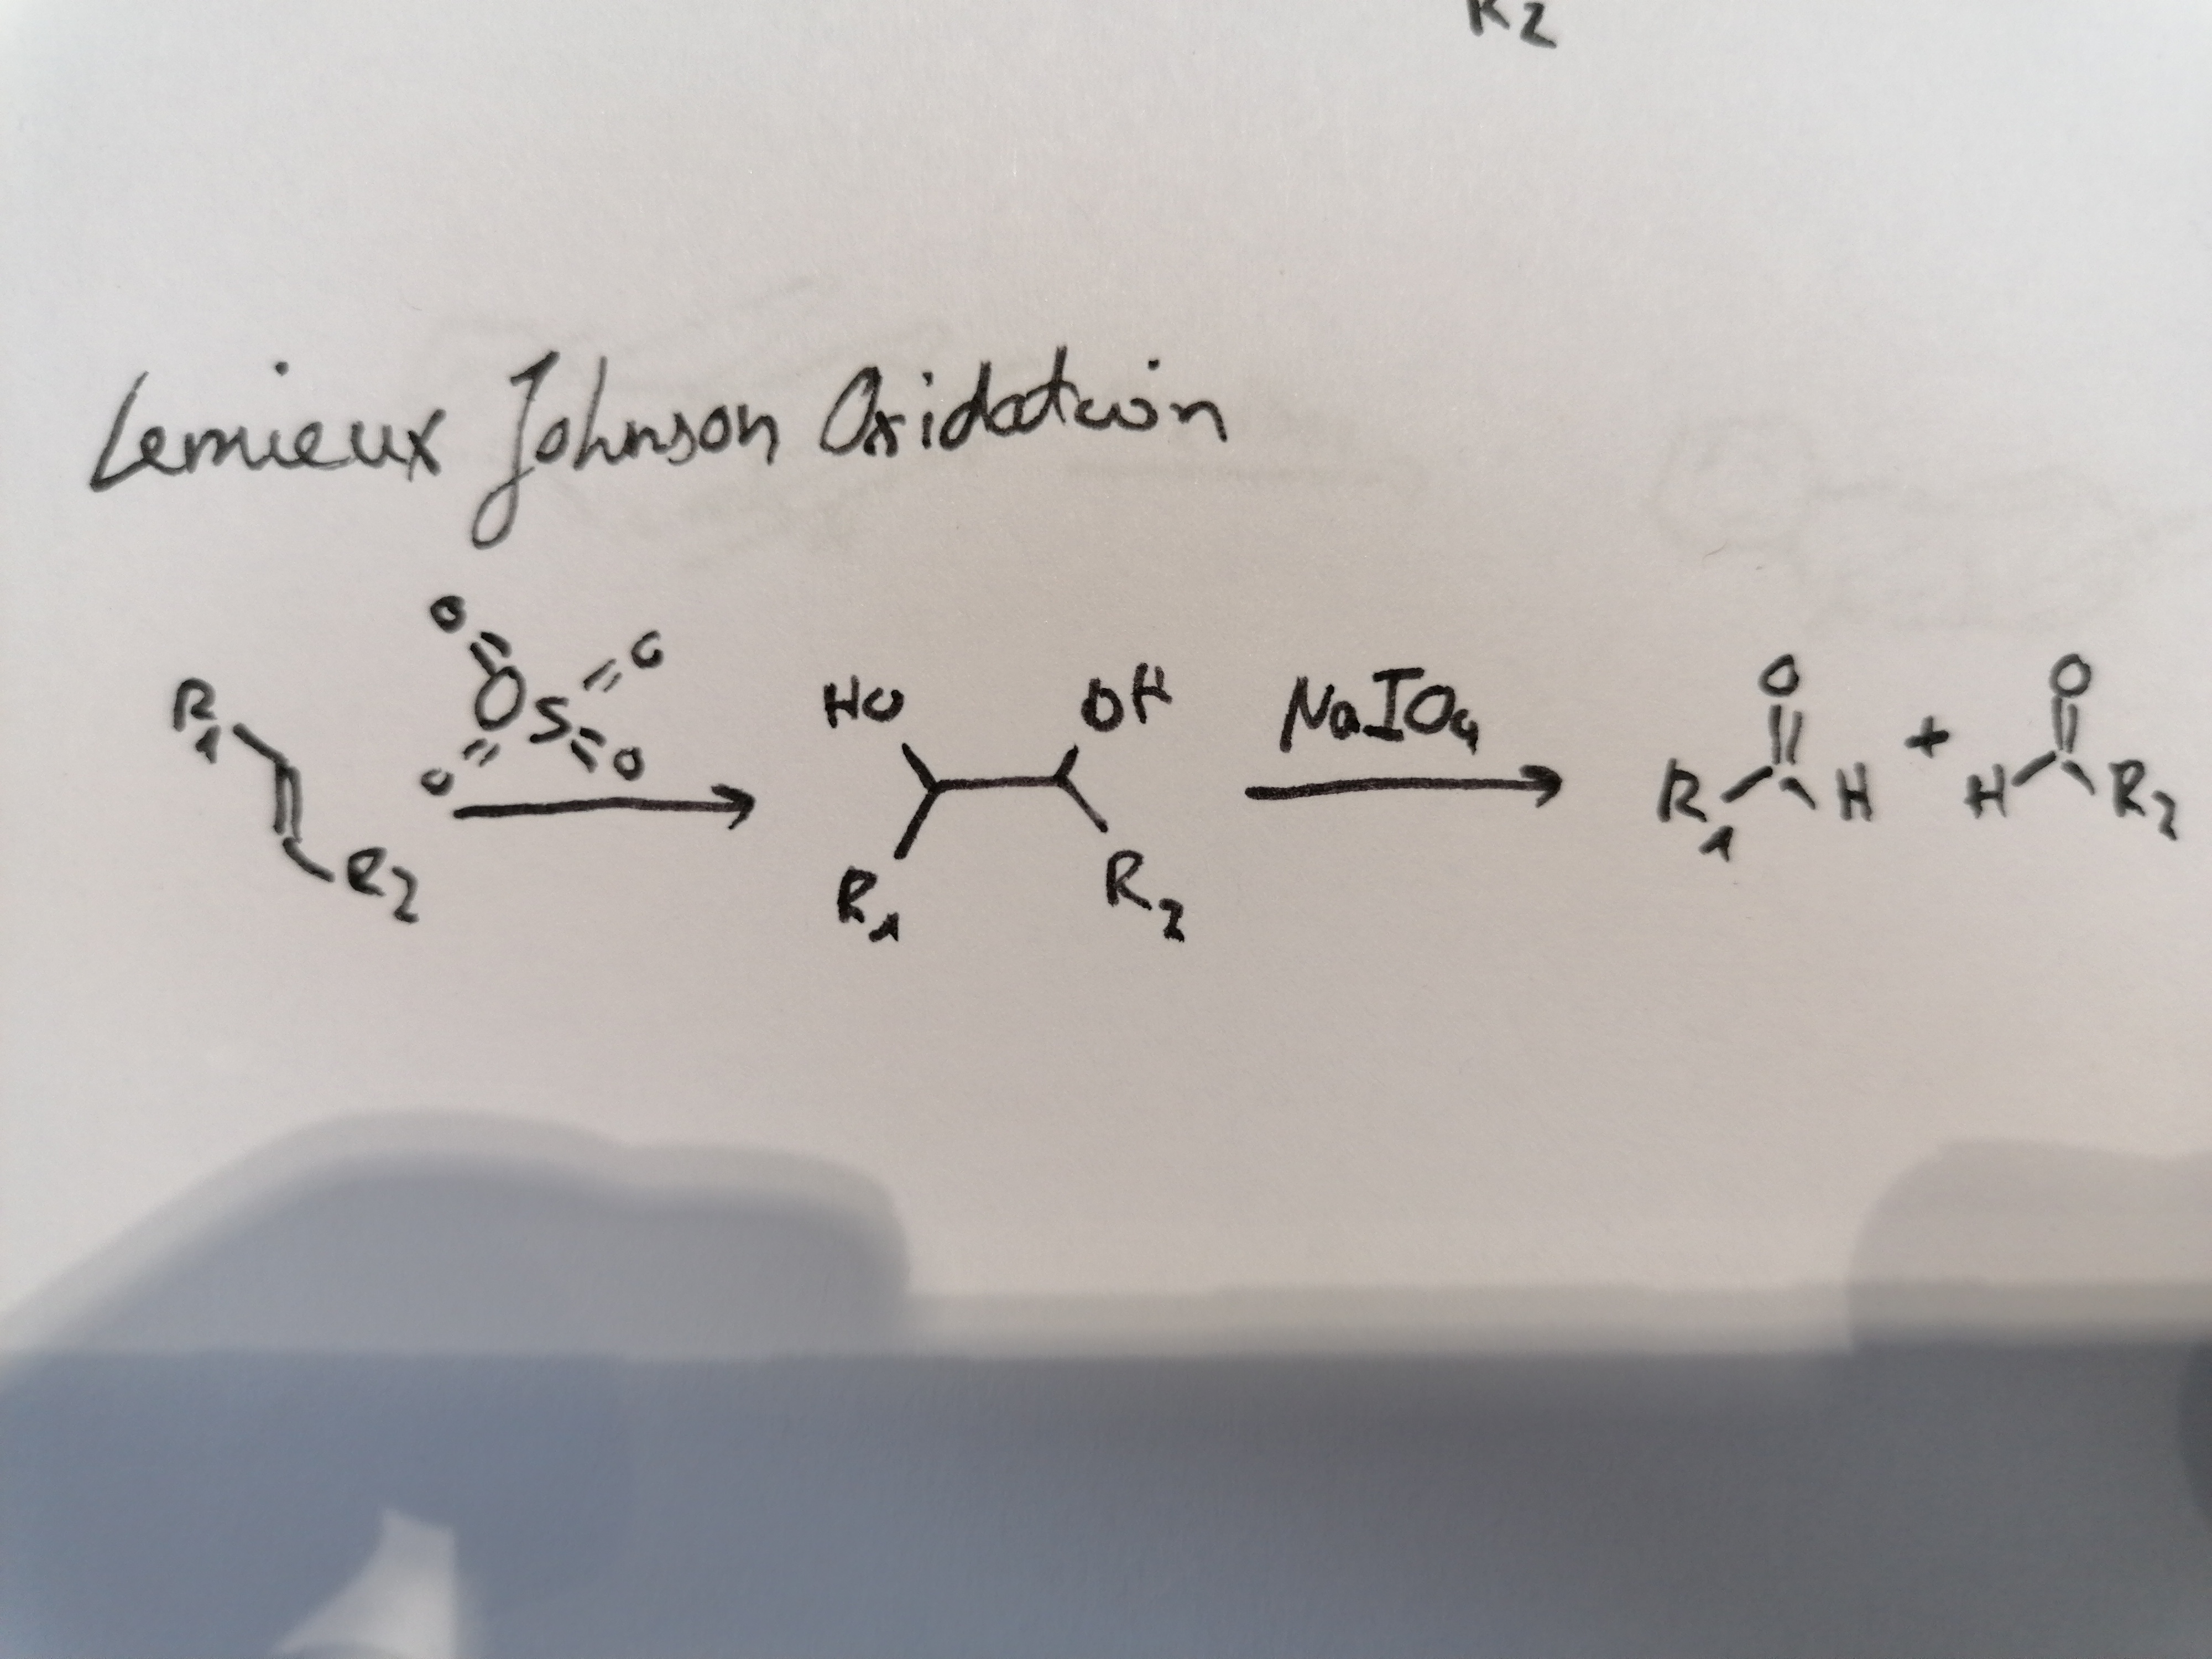 R2
Lemieux Johnson Oxidation
O O
R1 Os HO OH NaIO4 O + O
O O
R2 R1 R2 R1 H H R2